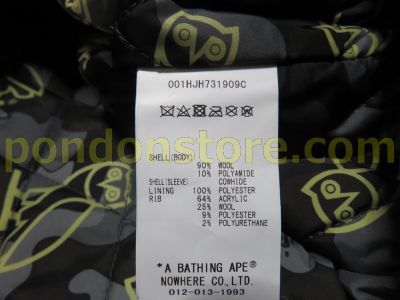 001HJH731909C
pondonstore.com
SHELL(BODY)
90% WOOL
10% POLYAMIDE
SHELL(SLEEVE) COWHIDE
LINING 100% POLYESTER
RIB 64% ACRYLIC
25% WOOL
9% POLYESTER
2% POLYURETHANE
"A BATHING APE"
NOWHERE CO.,LTD.
012-013-1993